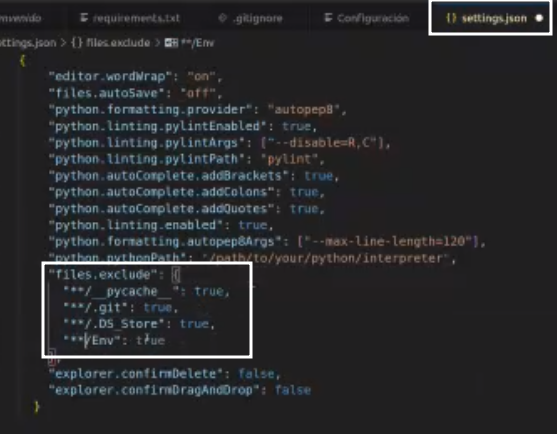 requirements.txt .gitignore Configuración {} settings.json
ttings.json > {} files.exclude > **/Env
{
"editor.wordWrap": "on",
"files.autoSave": "off",
"python.formatting.provider": "autopep8",
"python.linting.pylintEnabled": true,
"python.linting.pylintArgs": ["--disable=R,C"],
"python.linting.pylintPath": "pylint",
"python.autoComplete.addBrackets": true,
"python.autoComplete.addColons": true,
"python.autoComplete.addQuotes": true,
"python.linting.enabled": true,
"python.formatting.autopep8Args": ["--max-line-length=120"],
"python.pythonPath": "/path/to/your/python/interpreter",
"files.exclude": {
"**/__pycache__": true,
"**/.git": true,
"**/.DS_Store": true,
"**/Env": true
},
"explorer.confirmDelete": false,
"explorer.confirmDragAndDrop": false
}